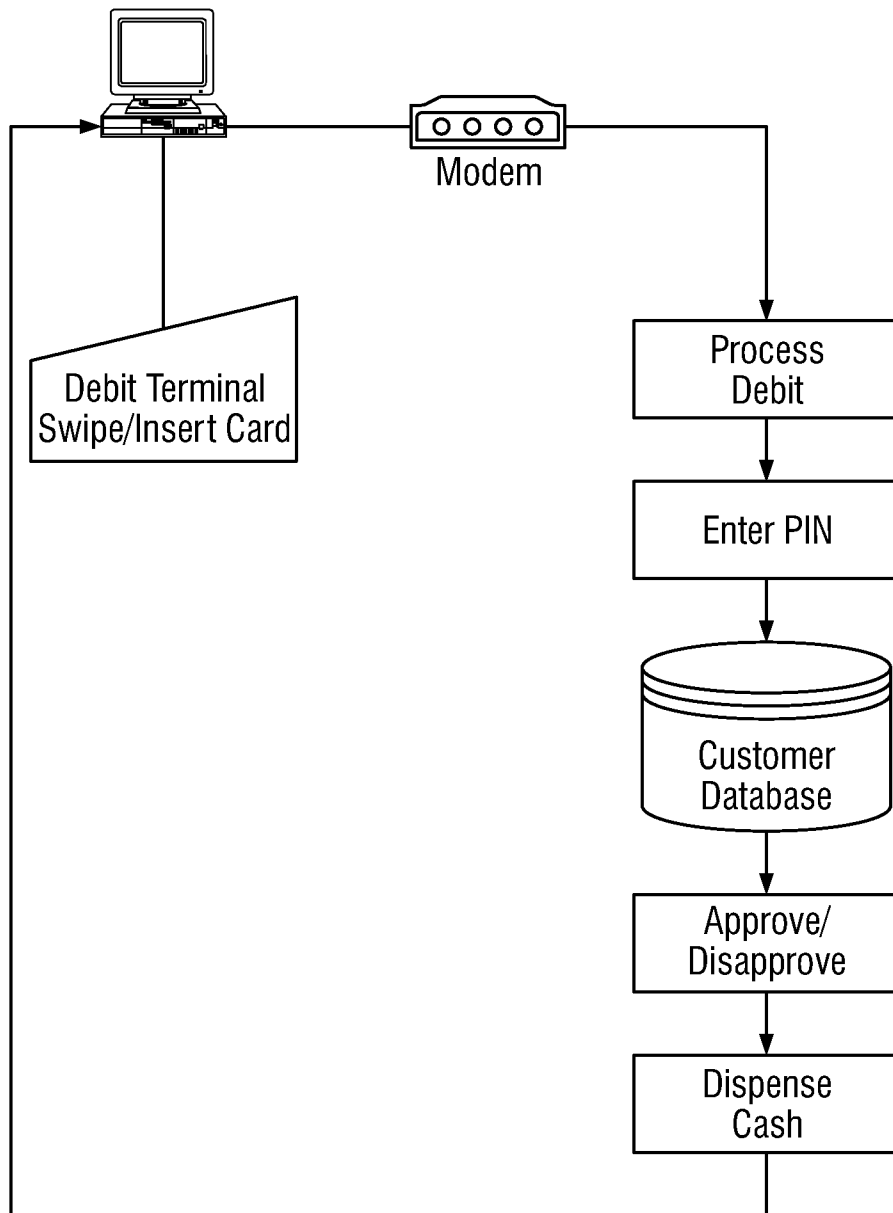 Modem
Debit Terminal
Swipe/Insert Card
Process
Debit
Enter PIN
Customer
Database
Approve/
Disapprove
Dispense
Cash